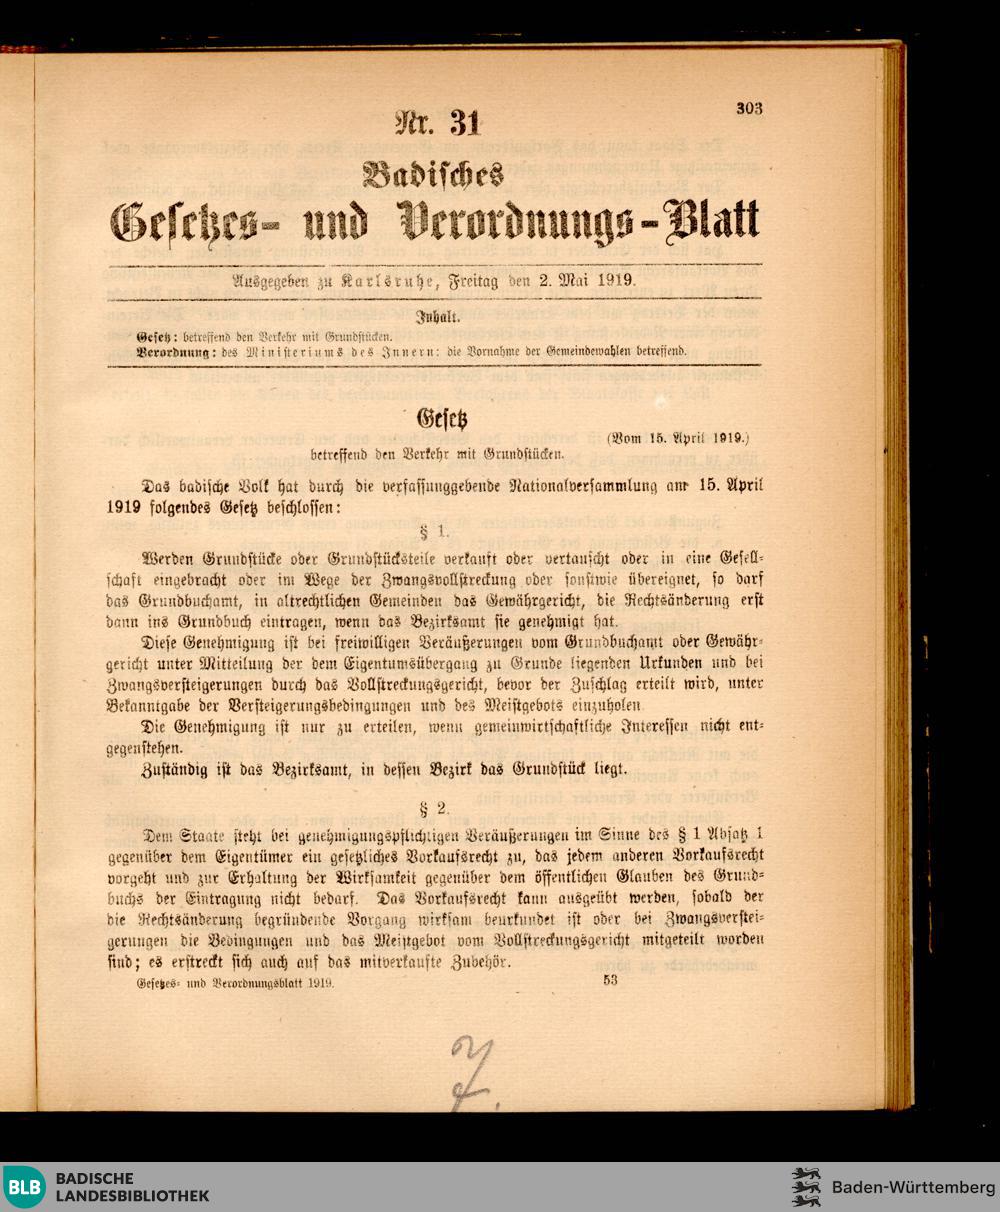 303
Nr. 31
Badisches
Gesetzes- und Verordnungs-Blatt
Ausgegeben zu Karlsruhe, Freitag den 2. Mai 1919.
Inhalt.
Gesetz: betreffend den Verkehr mit Grundstücken.
Verordnung: des Ministeriums des Innern: die Vornahme der Gemeindewahlen betreffend.
Gesetz
(Vom 15. April 1919.)
betreffend den Verkehr mit Grundstücken.
Das badische Volk hat durch die verfassunggebende Nationalversammlung am 15. April
1919 folgendes Gesetz beschlossen:
§ 1.
Werden Grundstücke oder Grundstücksteile verkauft oder vertauscht oder in eine Gesell-
schaft eingebracht oder im Wege der Zwangsvollstreckung oder sonstwie übereignet, so darf
das Grundbuchamt, in altrechtlichen Gemeinden das Gewährgericht, die Rechtsänderung erst
dann ins Grundbuch eintragen, wenn das Bezirksamt sie genehmigt hat.
Diese Genehmigung ist bei freiwilligen Veräußerungen vom Grundbuchamt oder Gewähr-
gericht unter Mitteilung der dem Eigentumsübergang zu Grunde liegenden Urkunden und bei
Zwangsversteigerungen durch das Vollstreckungsgericht, bevor der Zuschlag erteilt wird, unter
Bekanntgabe der Versteigerungsbedingungen und des Meistgebots einzuholen.
Die Genehmigung ist nur zu erteilen, wenn gemeinwirtschaftliche Interessen nicht ent-
gegenstehen.
Zuständig ist das Bezirksamt, in dessen Bezirk das Grundstück liegt.
§ 2.
Dem Staate steht bei genehmigungspflichtigen Veräußerungen im Sinne des § 1 Absatz 1
gegenüber dem Eigentümer ein gesetzliches Vorkaufsrecht zu, das jedem anderen Vorkaufsrecht
vorgeht und zur Erhaltung der Wirksamkeit gegenüber dem öffentlichen Glauben des Grund-
buchs der Eintragung nicht bedarf. Das Vorkaufsrecht kann ausgeübt werden, sobald der
die Rechtsänderung begründende Vorgang wirksam beurkundet ist oder bei Zwangsverstei-
gerungen die Bedingungen und das Meistgebot vom Vollstreckungsgericht mitgeteilt worden
sind; es erstreckt sich auch auf das mitverkaufte Zubehör.
Gesetzes- und Verordnungsblatt 1919.
53
BLB
BADISCHE
LANDESBIBLIOTHEK
Baden-Württemberg